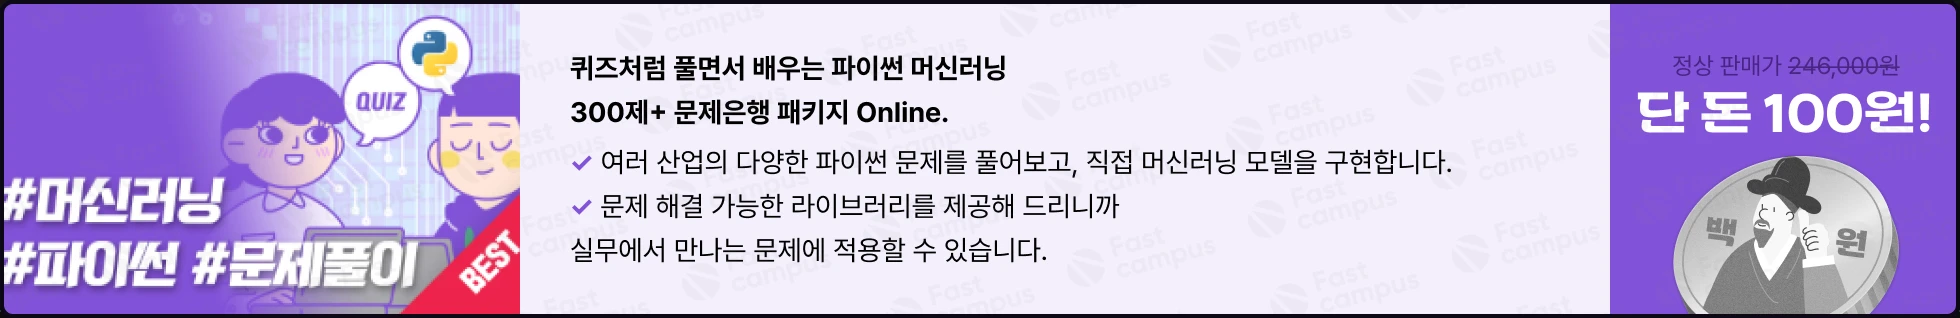 QUIZ
#머신러닝
#파이썬 #문제풀이
BEST
퀴즈처럼 풀면서 배우는 파이썬 머신러닝
300제+ 문제은행 패키지 Online.
✓ 여러 산업의 다양한 파이썬 문제를 풀어보고, 직접 머신러닝 모델을 구현합니다.
✓ 문제 해결 가능한 라이브러리를 제공해 드리니까
실무에서 만나는 문제에 적용할 수 있습니다.
정상 판매가 246,000원
단 돈 100원!
백 원
Fast campus